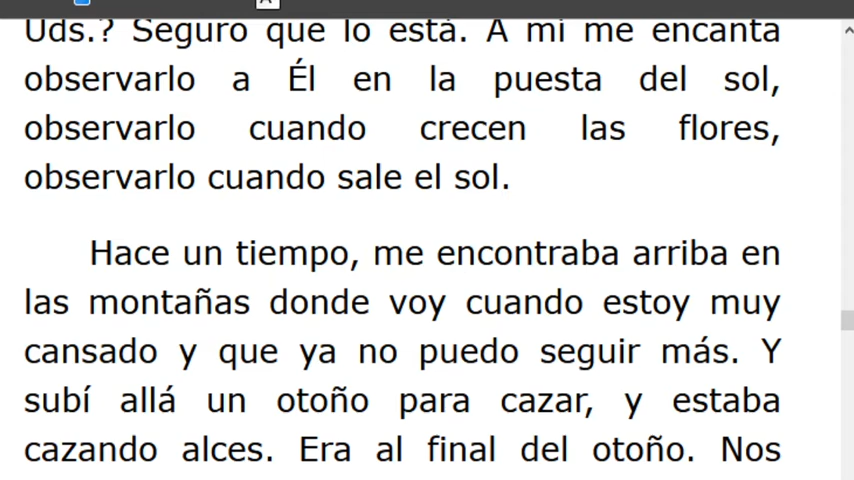 Uds.? Seguro que lo está. A mí me encanta
observarlo a Él en la puesta del sol,
observarlo cuando crecen las flores,
observarlo cuando sale el sol.
Hace un tiempo, me encontraba arriba en
las montañas donde voy cuando estoy muy
cansado y que ya no puedo seguir más. Y
subí allá un otoño para cazar, y estaba
cazando alces. Era al final del otoño. Nos